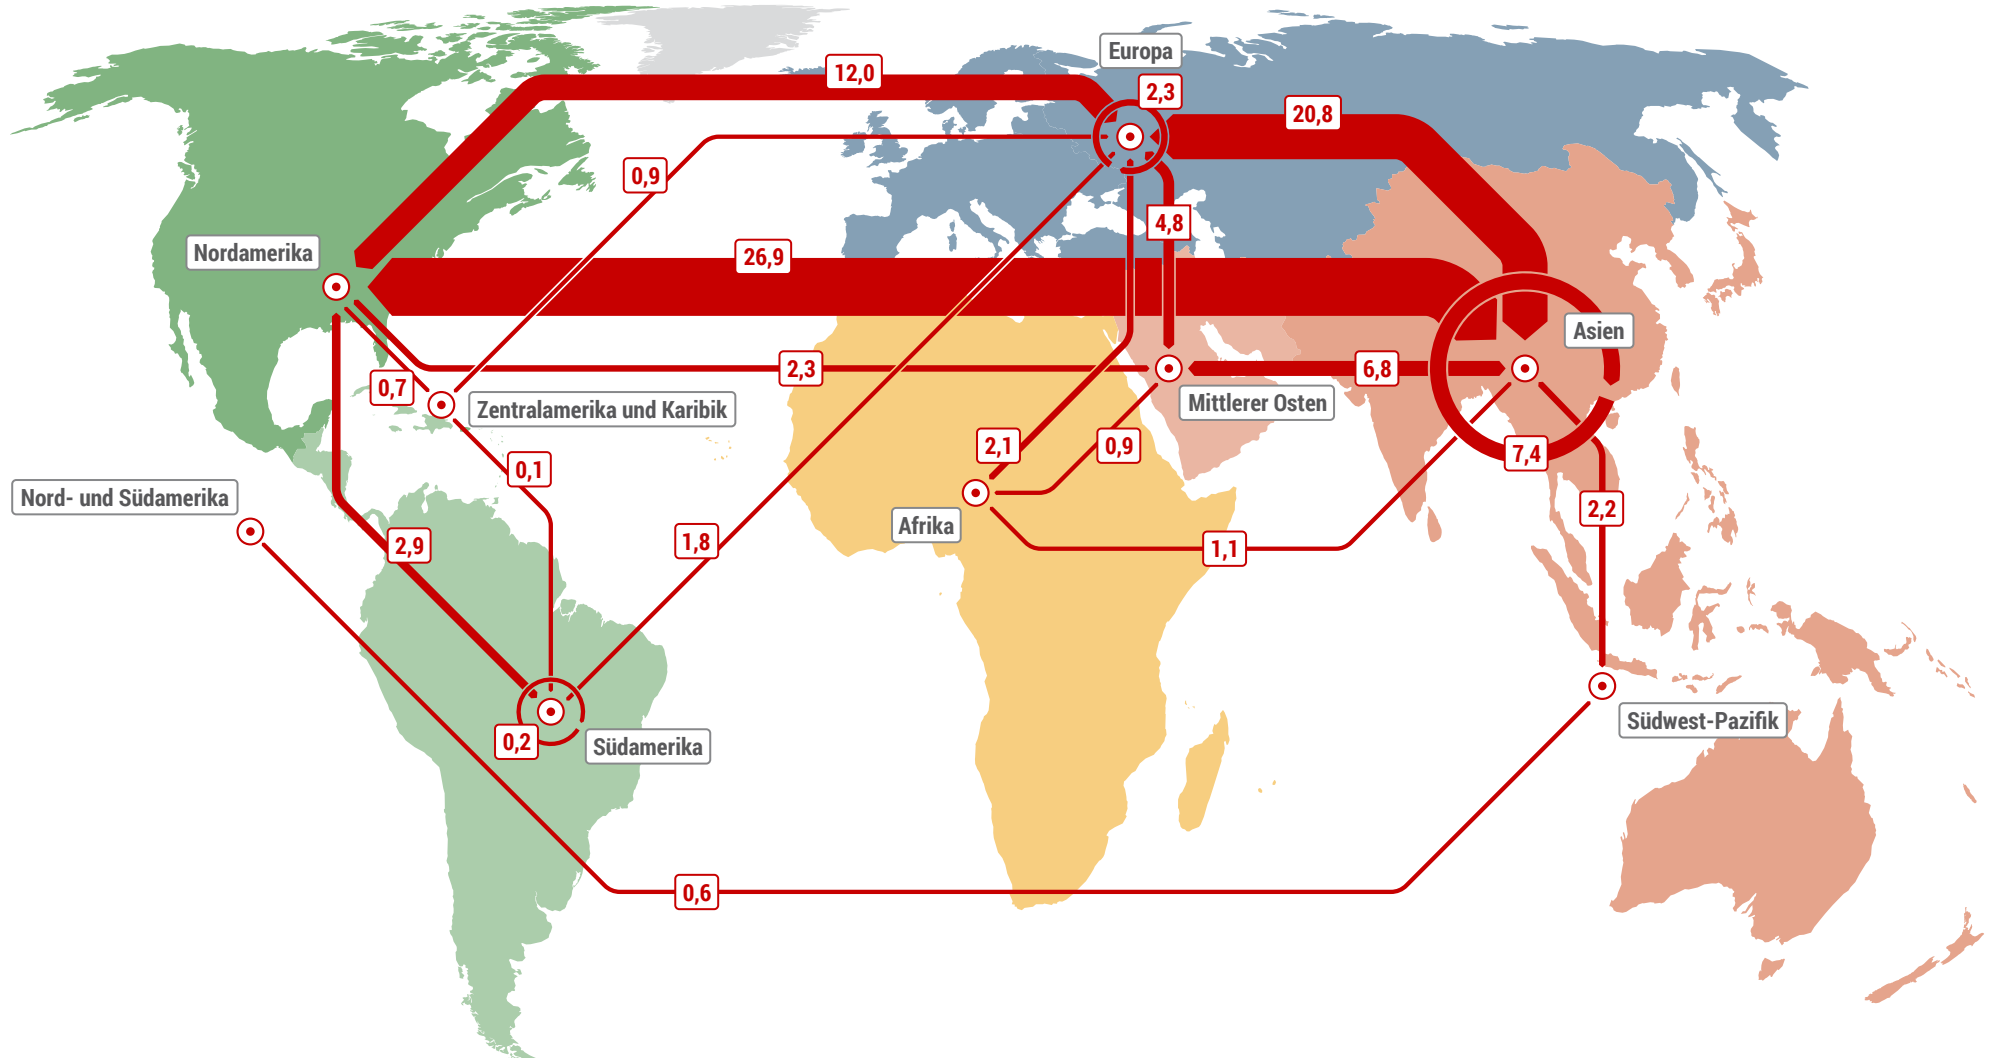 Europa
12,0
2,3
20,8
0,9
4,8
Nordamerika
26,9
Asien
2,3
6,8
0,7
Zentralamerika und Karibik
Mittlerer Osten
2,1
0,9
7,4
0,1
Nord- und Südamerika
2,2
Afrika
1,8
2,9
1,1
Südwest-Pazifik
0,2
Südamerika
0,6